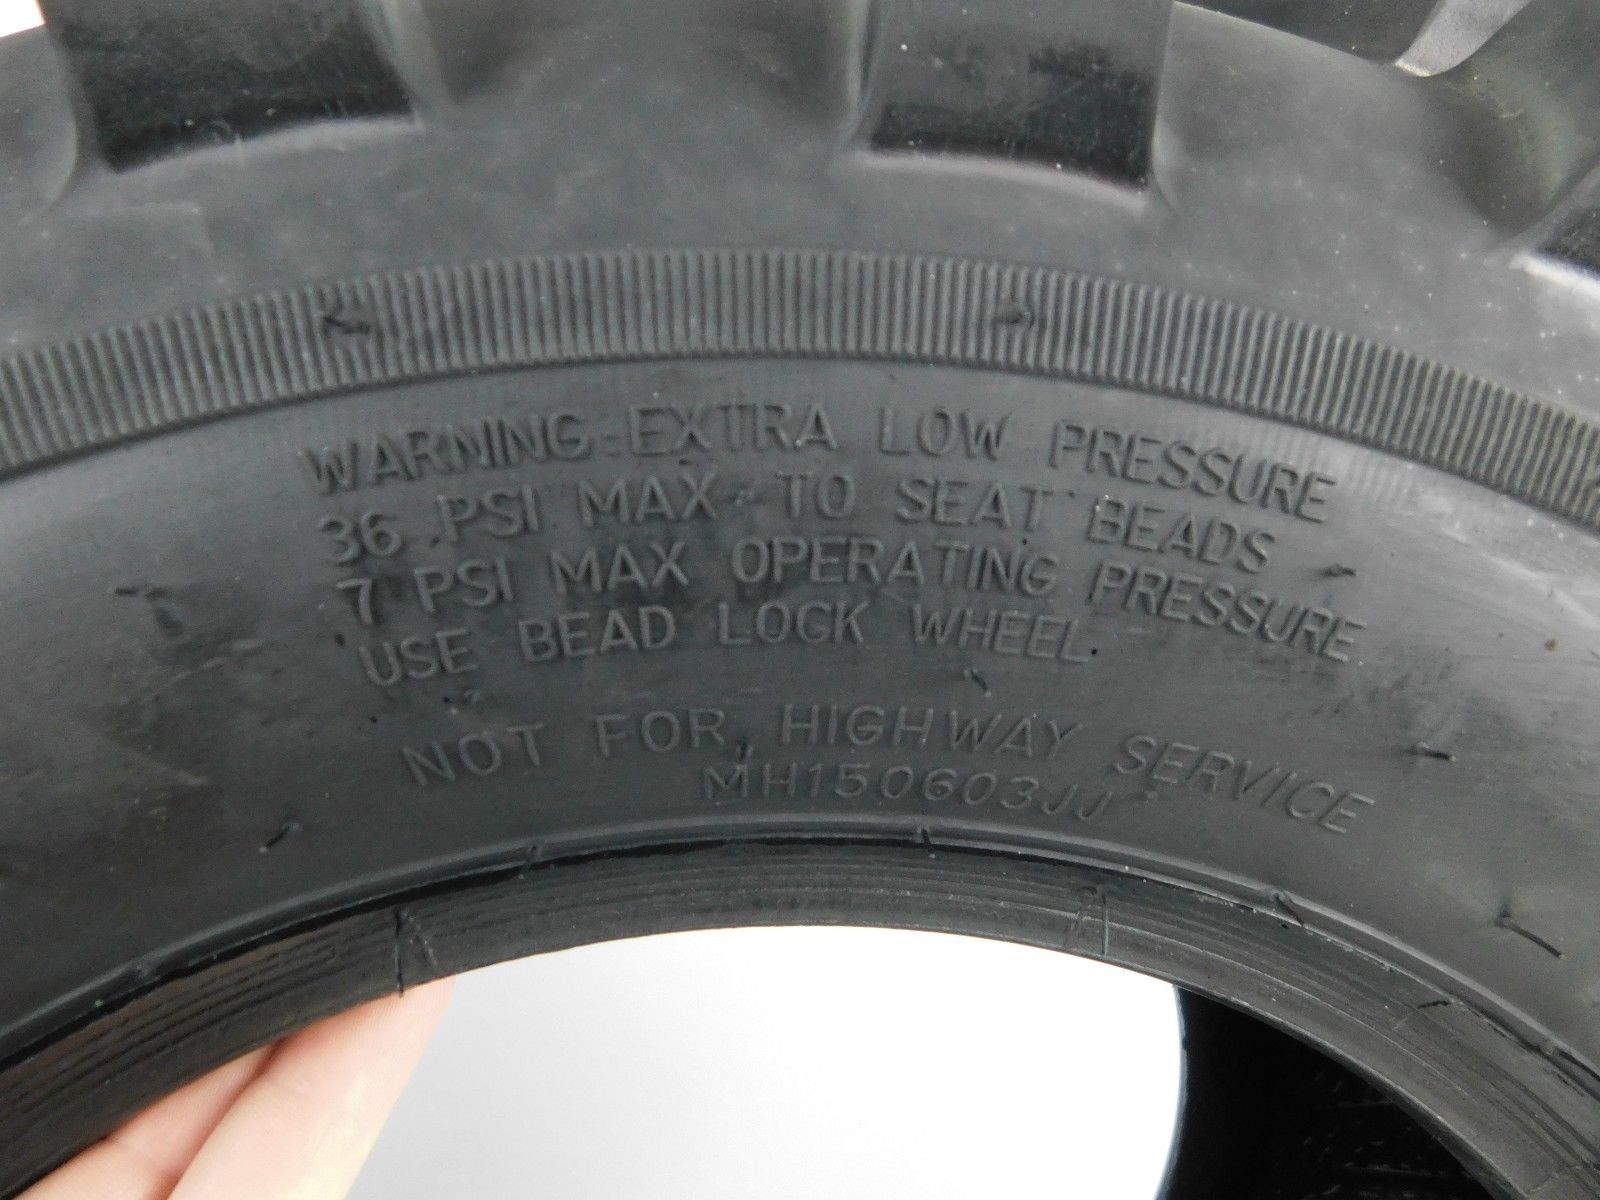 WARNING:EXTRA LOW PRESSURE
36 PSI MAX TO SEAT BEADS
7 PSI MAX OPERATING PRESSURE
USE BEAD LOCK WHEEL
NOT FOR HIGHWAY SERVICE
MH150603JJ